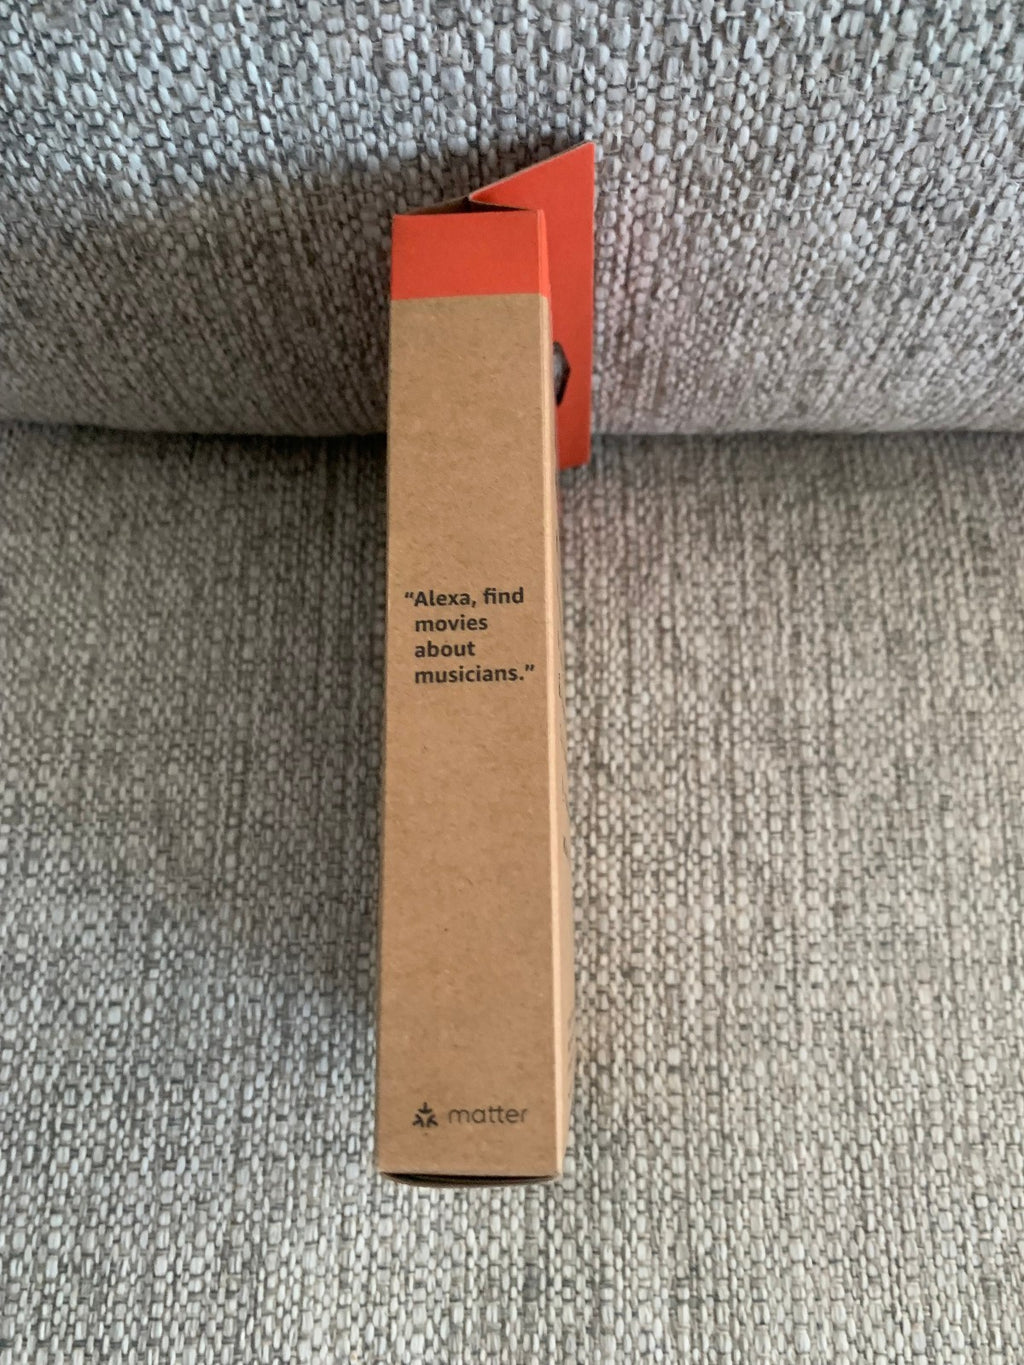 “Alexa, find
movies
about
musicians.”
matter